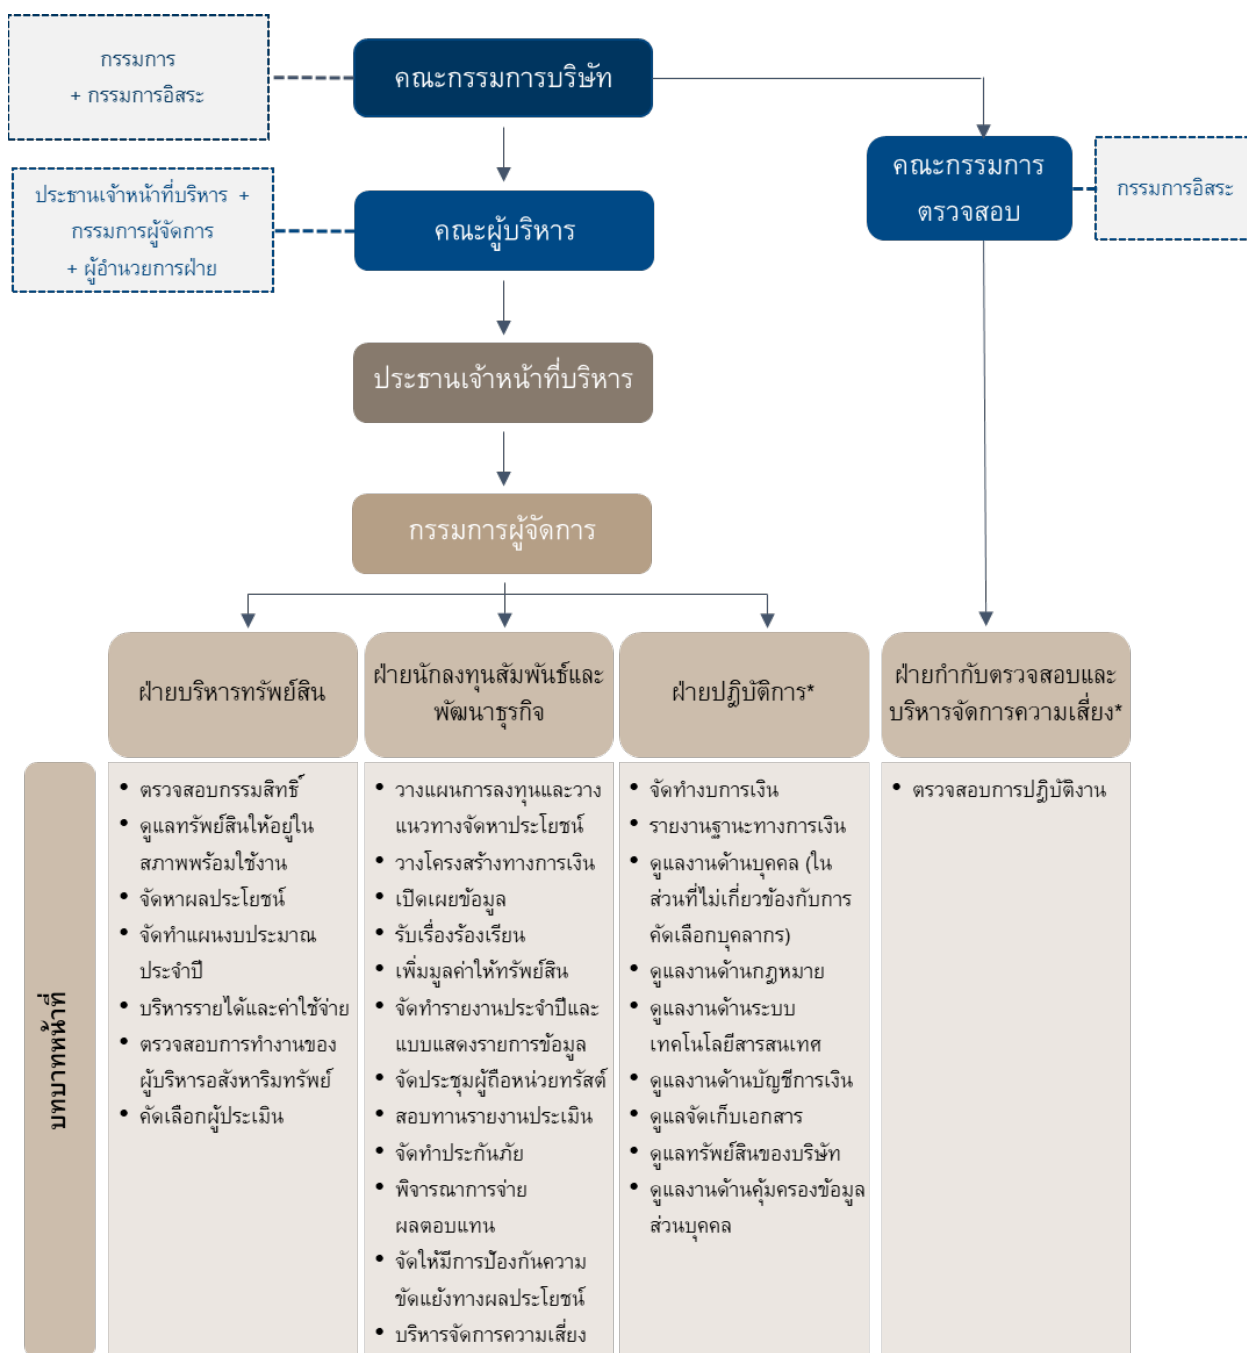 กรรมการ
+ กรรมการอิสระ
คณะกรรมการบริษัท
ประธานเจ้าหน้าที่บริหาร +
กรรมการผู้จัดการ
+ ผู้อำนวยการฝ่าย
คณะผู้บริหาร
คณะกรรมการ
ตรวจสอบ
กรรมการอิสระ
ประธานเจ้าหน้าที่บริหาร
กรรมการผู้จัดการ
ฝ่ายบริหารทรัพย์สิน
ฝ่ายนักลงทุนสัมพันธ์และ
พัฒนาธุรกิจ
ฝ่ายปฏิบัติการ*
ฝ่ายกำกับตรวจสอบและ
บริหารจัดการความเสี่ยง*
บทบาทหน้าที่
• ตรวจสอบกรรมสิทธิ์
• ดูแลทรัพย์สินให้อยู่ใน
สภาพพร้อมใช้งาน
• จัดหาผลประโยชน์
• จัดทำแผนงบประมาณ
ประจำปี
• บริหารรายได้และค่าใช้จ่าย
• ตรวจสอบการทำงานของ
ผู้บริหารอสังหาริมทรัพย์
• คัดเลือกผู้ประเมิน
• วางแผนการลงทุนและวาง
แนวทางจัดหาประโยชน์
• วางโครงสร้างทางการเงิน
• เปิดเผยข้อมูล
• รับเรื่องร้องเรียน
• เพิ่มมูลค่าให้ทรัพย์สิน
• จัดทำรายงานประจำปีและ
แบบแสดงรายการข้อมูล
• จัดประชุมผู้ถือหน่วยทรัสต์
• สอบทานรายงานประเมิน
• จัดทำประกันภัย
• พิจารณาการจ่าย
ผลตอบแทน
• จัดให้มีการป้องกันความ
ขัดแย้งทางผลประโยชน์
• บริหารจัดการความเสี่ยง
• จัดทำงบการเงิน
• รายงานฐานะทางการเงิน
• ดูแลงานด้านบุคคล (ใน
ส่วนที่ไม่เกี่ยวข้องกับการ
คัดเลือกบุคลากร)
• ดูแลงานด้านกฎหมาย
• ดูแลงานด้านระบบ
เทคโนโลยีสารสนเทศ
• ดูแลงานด้านบัญชีการเงิน
• ดูแลจัดเก็บเอกสาร
• ดูแลทรัพย์สินของบริษัท
• ดูแลงานด้านคุ้มครองข้อมูล
ส่วนบุคคล
• ตรวจสอบการปฏิบัติงาน